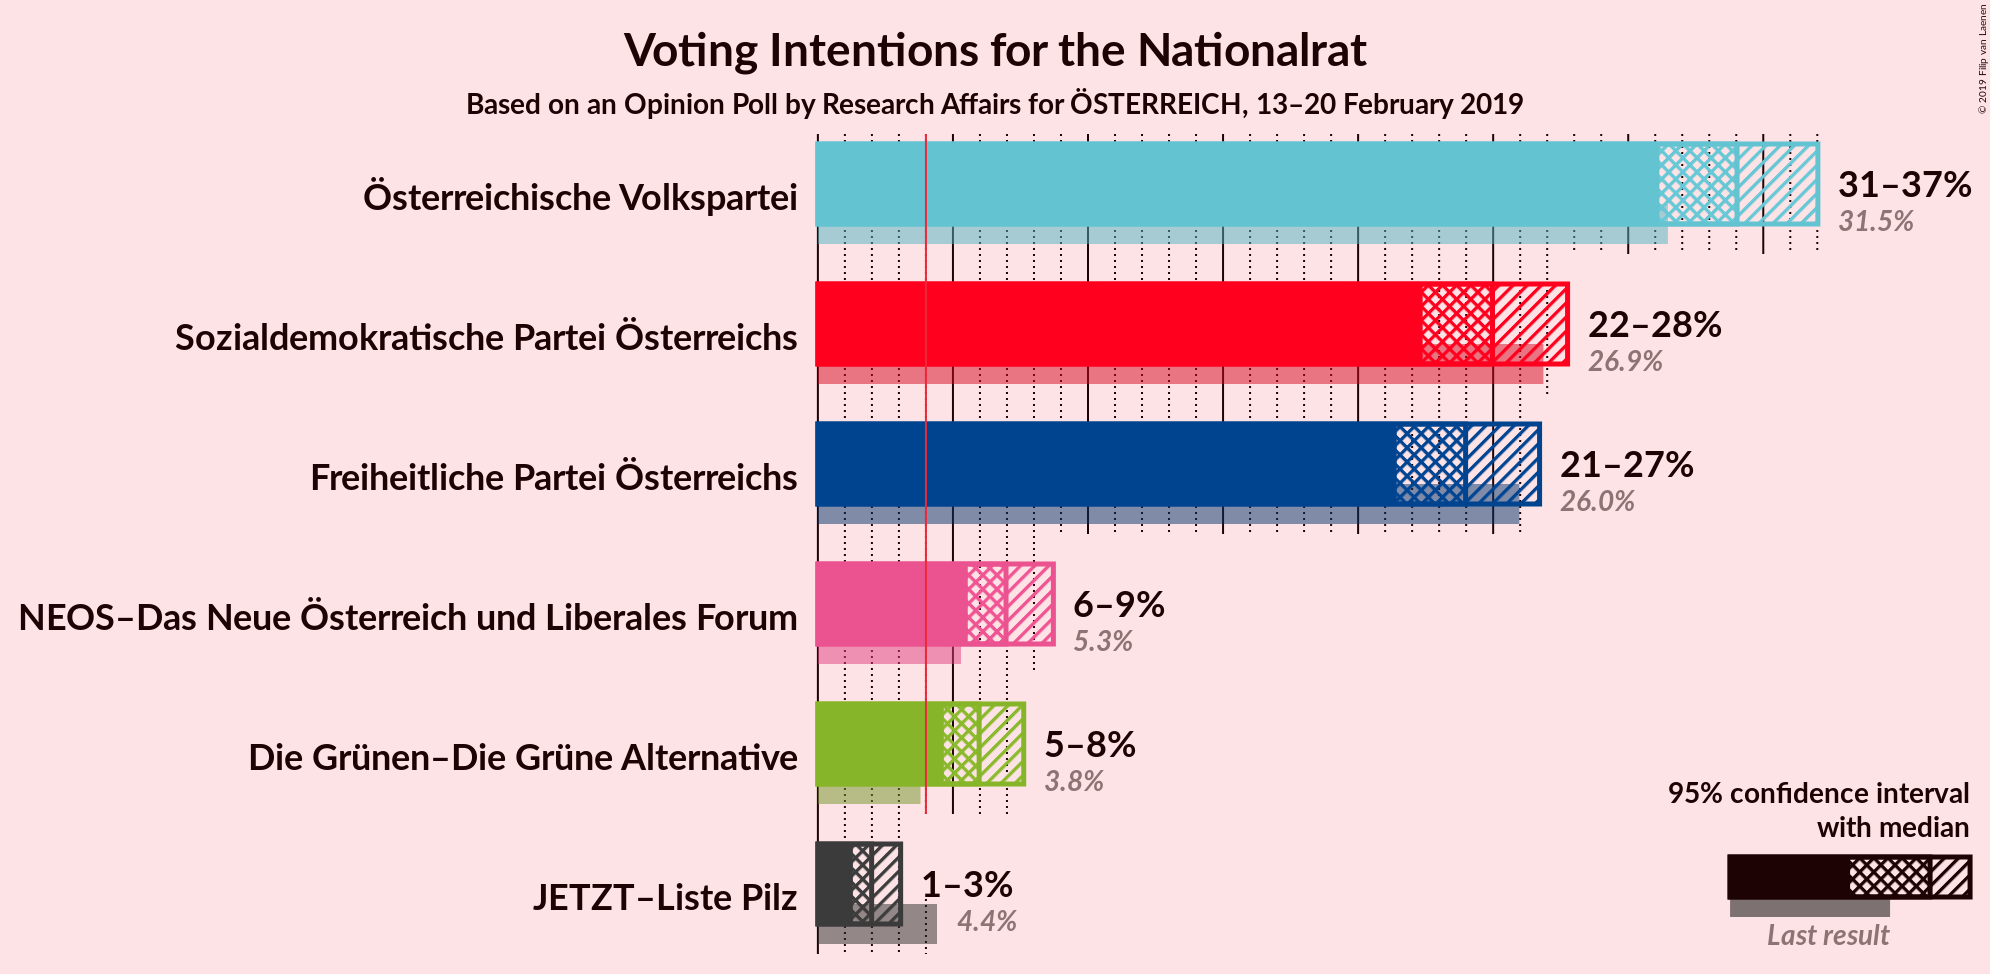 Voting Intentions for the Nationalrat
Based on an Opinion Poll by Research Affairs for ÖSTERREICH, 13–20 February 2019
© 2019 Filip van Laenen
Österreichische Volkspartei
31–37%
31.5%
Sozialdemokratische Partei Österreichs
22–28%
26.9%
Freiheitliche Partei Österreichs
21–27%
26.0%
NEOS–Das Neue Österreich und Liberales Forum
6–9%
5.3%
Die Grünen–Die Grüne Alternative
5–8%
3.8%
JETZT–Liste Pilz
1–3%
4.4%
95% confidence interval
with median
Last result